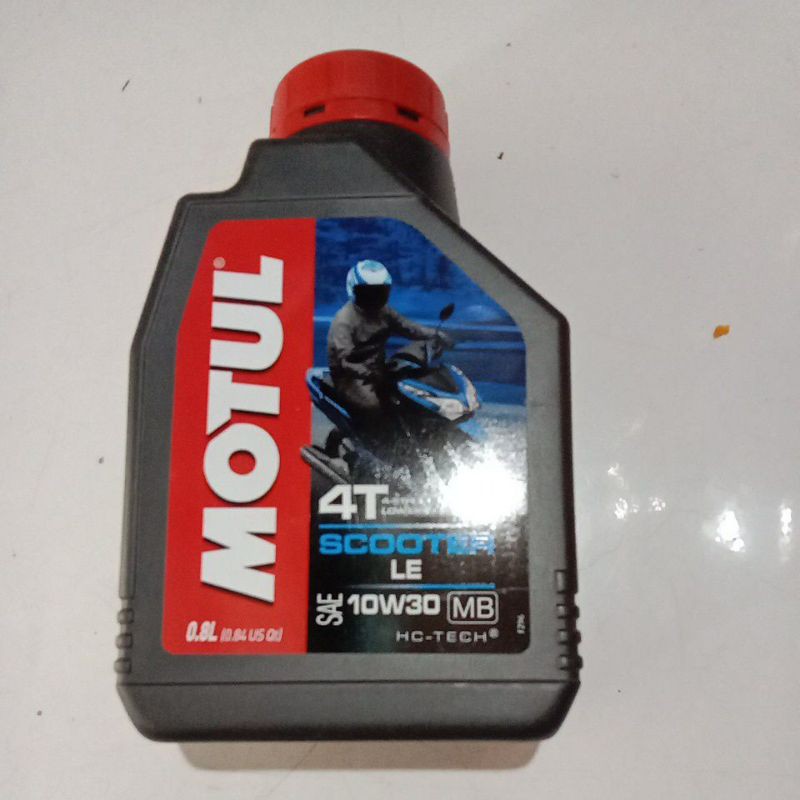 MOTUL®
4T
SCOOTER
LE
SAE 10W30 MB
HC-TECH®
0.8L (0.84 US Qt)